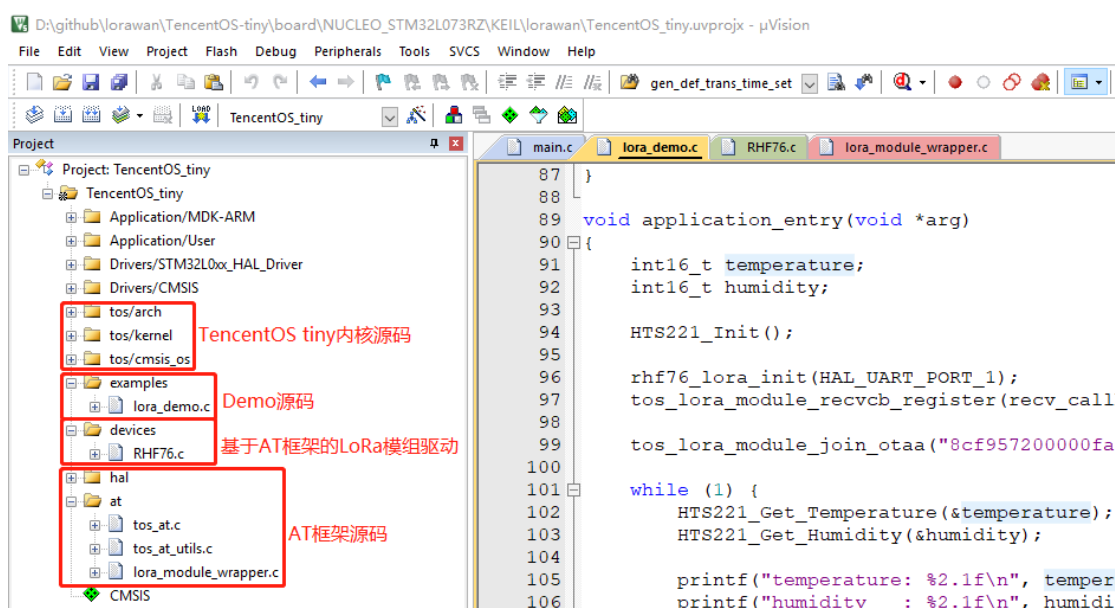 D:\github\lorawan\TencentOS-tiny\board\NUCLEO_STM32L073RZ\KEIL\lorawan\TencentOS_tiny.uvprojx - µVision
File Edit View Project Flash Debug Peripherals Tools SVCS Window Help
gen_def_trans_time_set
LOAD TencentOS_tiny
Project
Project: TencentOS_tiny
TencentOS_tiny
Application/MDK-ARM
Application/User
Drivers/STM32L0xx_HAL_Driver
Drivers/CMSIS
tos/arch
tos/kernel
tos/cmsis_os
TencentOS tiny内核源码
examples
lora_demo.c
Demo源码
devices
RHF76.c
基于AT框架的LoRa模组驱动
hal
at
tos_at.c
tos_at_utils.c
lora_module_wrapper.c
AT框架源码
CMSIS
main.c lora_demo.c RHF76.c lora_module_wrapper.c
87 }
88
89 void application_entry(void *arg)
90 {
91 int16_t temperature;
92 int16_t humidity;
93
94 HTS221_Init();
95
96 rhf76_lora_init(HAL_UART_PORT_1);
97 tos_lora_module_recvcb_register(recv_call
98
99 tos_lora_module_join_otaa("8cf957200000fa
100
101 while (1) {
102 HTS221_Get_Temperature(&temperature);
103 HTS221_Get_Humidity(&humidity);
104
105 printf("temperature: %2.1f\n", temper
106 printf("humidity : %2.1f\n", humidi